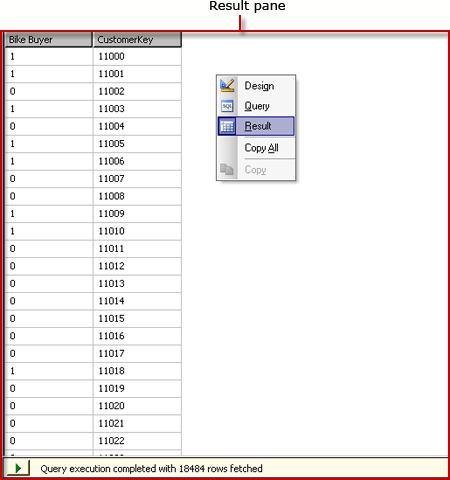 Result pane
Bike Buyer CustomerKey
1 11000
1 11001
0 11002
1 11003
0 11004
1 11005
1 11006
0 11007
0 11008
1 11009
1 11010
0 11011
0 11012
0 11013
0 11014
0 11015
0 11016
0 11017
1 11018
0 11019
0 11020
0 11021
0 11022
Design
SQL Query
Result
Copy All
Copy
Query execution completed with 18484 rows fetched